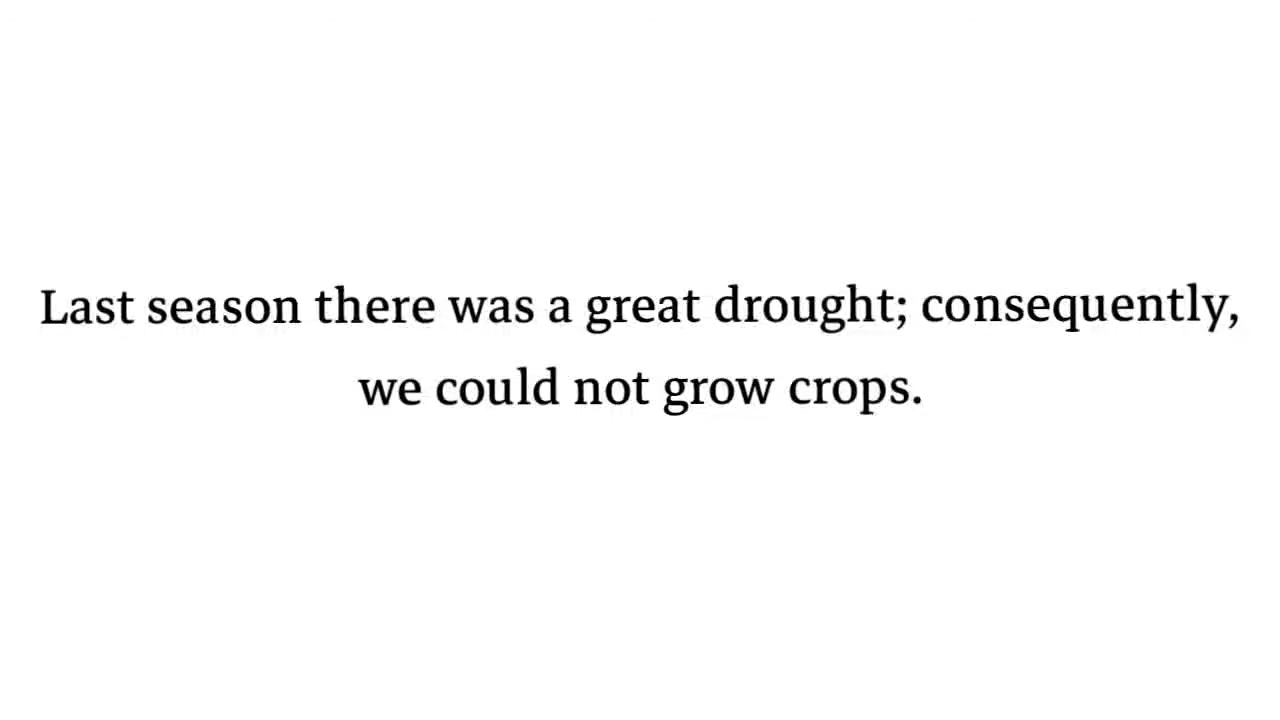 Last season there was a great drought; consequently,
we could not grow crops.